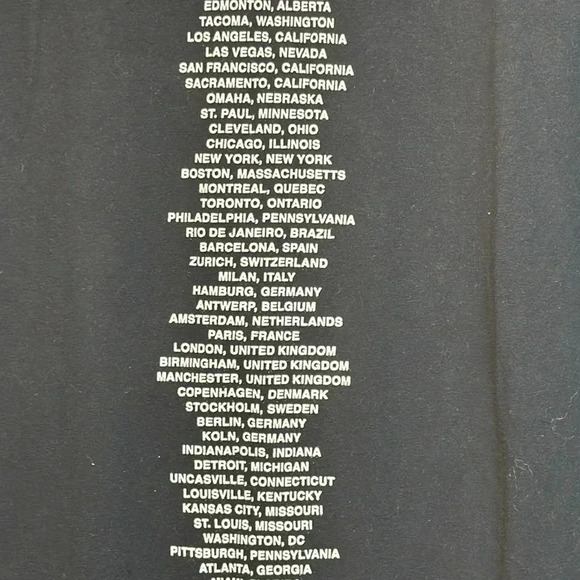 EDMONTON, ALBERTA
TACOMA, WASHINGTON
LOS ANGELES, CALIFORNIA
LAS VEGAS, NEVADA
SAN FRANCISCO, CALIFORNIA
SACRAMENTO, CALIFORNIA
OMAHA, NEBRASKA
ST. PAUL, MINNESOTA
CLEVELAND, OHIO
CHICAGO, ILLINOIS
NEW YORK, NEW YORK
BOSTON, MASSACHUSETTS
MONTREAL, QUEBEC
TORONTO, ONTARIO
PHILADELPHIA, PENNSYLVANIA
RIO DE JANEIRO, BRAZIL
BARCELONA, SPAIN
ZURICH, SWITZERLAND
MILAN, ITALY
HAMBURG, GERMANY
ANTWERP, BELGIUM
AMSTERDAM, NETHERLANDS
PARIS, FRANCE
LONDON, UNITED KINGDOM
BIRMINGHAM, UNITED KINGDOM
MANCHESTER, UNITED KINGDOM
COPENHAGEN, DENMARK
STOCKHOLM, SWEDEN
BERLIN, GERMANY
KOLN, GERMANY
INDIANAPOLIS, INDIANA
DETROIT, MICHIGAN
UNCASVILLE, CONNECTICUT
LOUISVILLE, KENTUCKY
KANSAS CITY, MISSOURI
ST. LOUIS, MISSOURI
WASHINGTON, DC
PITTSBURGH, PENNSYLVANIA
ATLANTA, GEORGIA